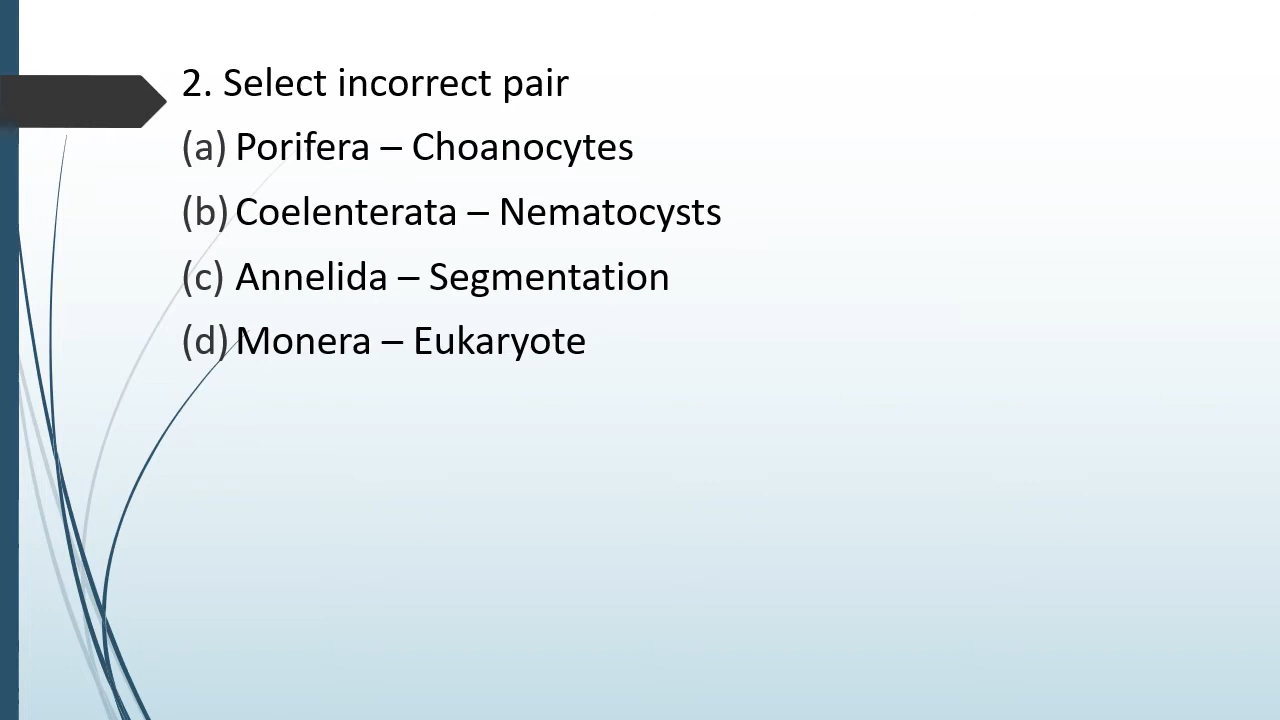 2. Select incorrect pair
(a) Porifera – Choanocytes
(b) Coelenterata – Nematocysts
(c) Annelida – Segmentation
(d) Monera – Eukaryote